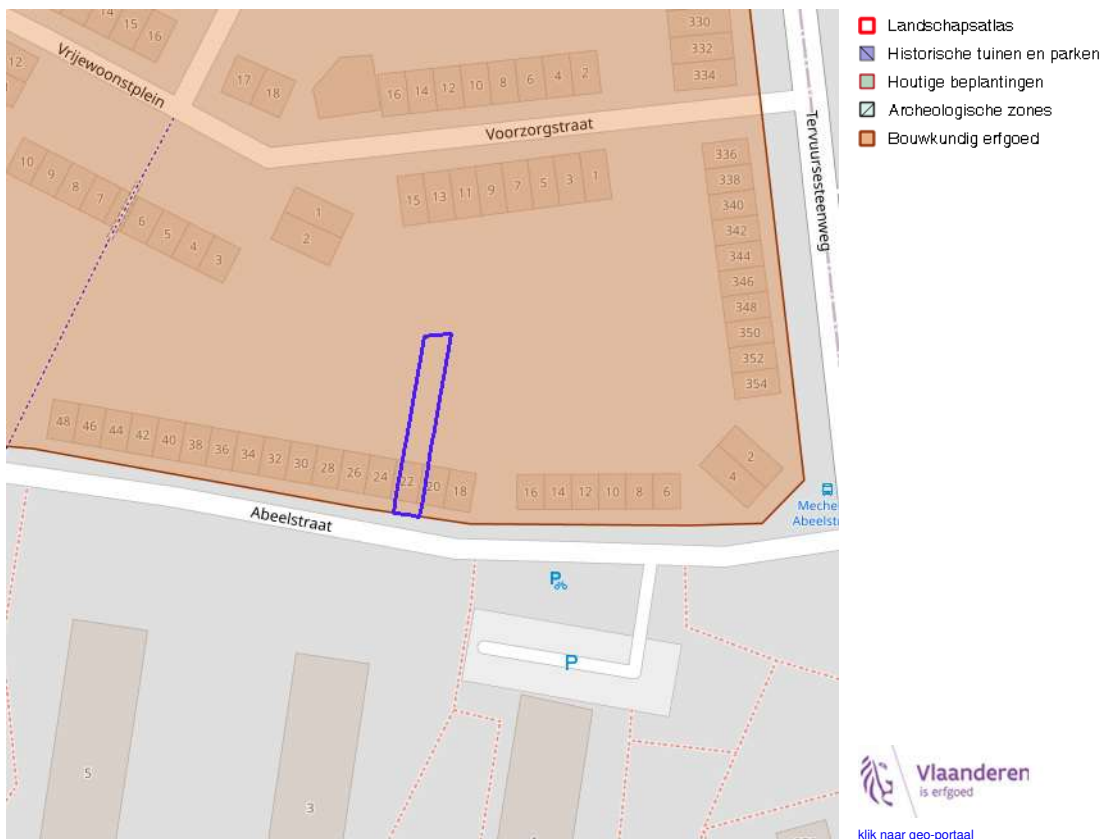 14
15
16
12
17
18
16 14 12 10 8 6 4 2
330
332
334
Vrijewoonstplein
Voorzorgstraat
Tervuursesteenweg
10 9 8 7
6 5 4 3
1
2
15 13 11 9 7 5 3 1
336
338
340
342
344
346
348
350
352
354
48 46 44 42 40 38 36 34 32 30 28 26 24 22 20 18
16 14 12 10 8 6
2
4
Abeelstraat
Meche
Abeelst
P
P
5
3
Landschapsatlas
Historische tuinen en parken
Houtige beplantingen
Archeologische zones
Bouwkundig erfgoed
Vlaanderen
is erfgoed
klik naar geo-portaal